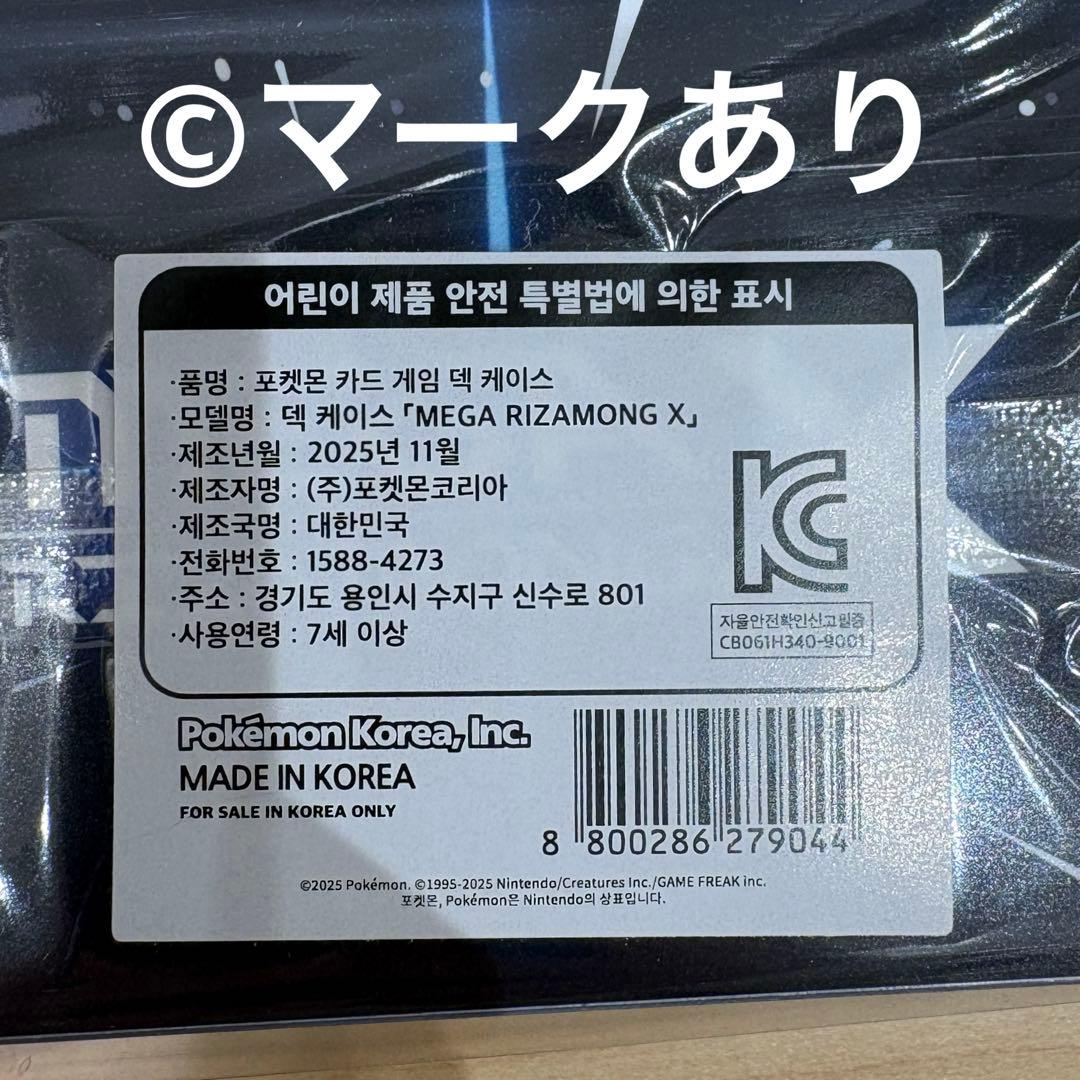 ©マークあり
어린이 제품 안전 특별법에 의한 표시
·품명 : 포켓몬 카드 게임 덱 케이스
·모델명 : 덱 케이스「MEGA RIZAMONG X」
·제조년월 : 2025년 11월
·제조자명 : (주)포켓몬코리아
·제조국명 : 대한민국
·전화번호 : 1588-4273
·주소 : 경기도 용인시 수지구 신수로 801
·사용연령 : 7세 이상
KC
자율안전확인신고필증
CB061H340-9001
Pokémon Korea, Inc.
MADE IN KOREA
FOR SALE IN KOREA ONLY
8 800286 279044
©2025 Pokémon. ©1995-2025 Nintendo/Creatures Inc./GAME FREAK inc.
포켓몬, Pokémon은 Nintendo의 상표입니다.